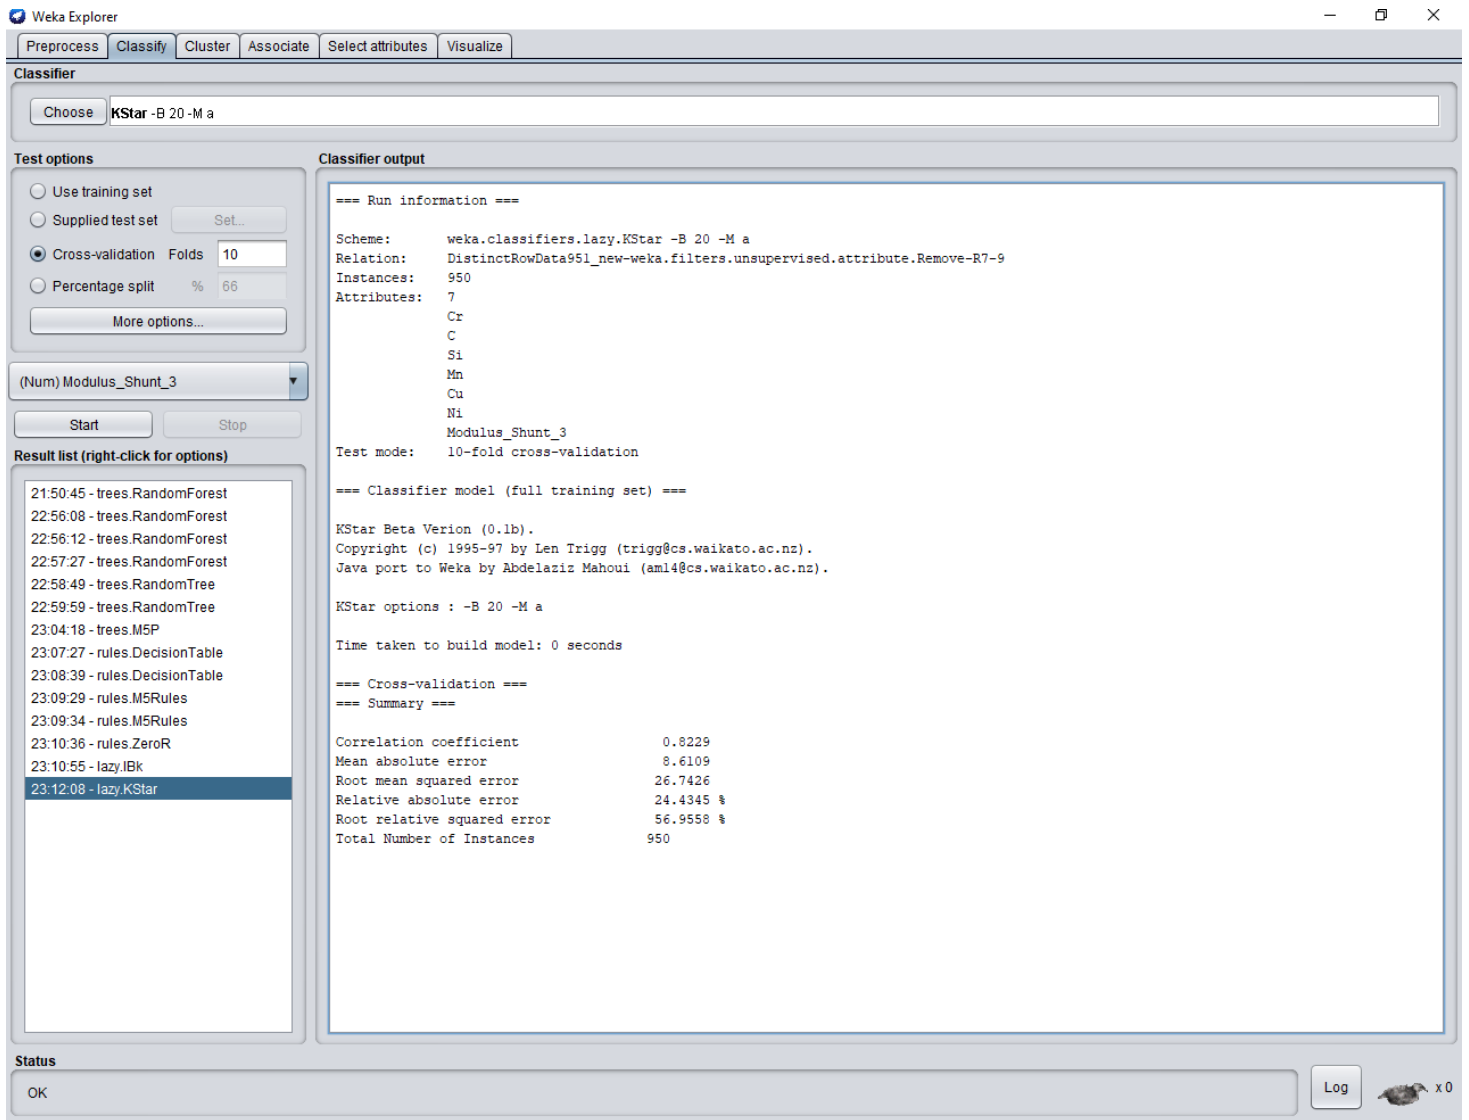 Weka Explorer
Preprocess Classify Cluster Associate Select attributes Visualize
Classifier
Choose KStar -B 20 -M a
Test options
Use training set
Supplied test set Set...
Cross-validation Folds 10
Percentage split % 66
More options...
(Num) Modulus_Shunt_3
Start Stop
Result list (right-click for options)
21:50:45 - trees.RandomForest
22:56:08 - trees.RandomForest
22:56:12 - trees.RandomForest
22:57:27 - trees.RandomForest
22:58:49 - trees.RandomTree
22:59:59 - trees.RandomTree
23:04:18 - trees.M5P
23:07:27 - rules.DecisionTable
23:08:39 - rules.DecisionTable
23:09:29 - rules.M5Rules
23:09:34 - rules.M5Rules
23:10:36 - rules.ZeroR
23:10:55 - lazy.IBk
23:12:08 - lazy.KStar
Classifier output
=== Run information ===
Scheme: weka.classifiers.lazy.KStar -B 20 -M a
Relation: DistinctRowData951_new-weka.filters.unsupervised.attribute.Remove-R7-9
Instances: 950
Attributes: 7
Cr
C
Si
Mn
Cu
Ni
Modulus_Shunt_3
Test mode: 10-fold cross-validation
=== Classifier model (full training set) ===
KStar Beta Verion (0.1b).
Copyright (c) 1995-97 by Len Trigg (trigg@cs.waikato.ac.nz).
Java port to Weka by Abdelaziz Mahoui (am14@cs.waikato.ac.nz).
KStar options : -B 20 -M a
Time taken to build model: 0 seconds
=== Cross-validation ===
=== Summary ===
Correlation coefficient 0.8229
Mean absolute error 8.6109
Root mean squared error 26.7426
Relative absolute error 24.4345 %
Root relative squared error 56.9558 %
Total Number of Instances 950
Status
OK
Log
x 0